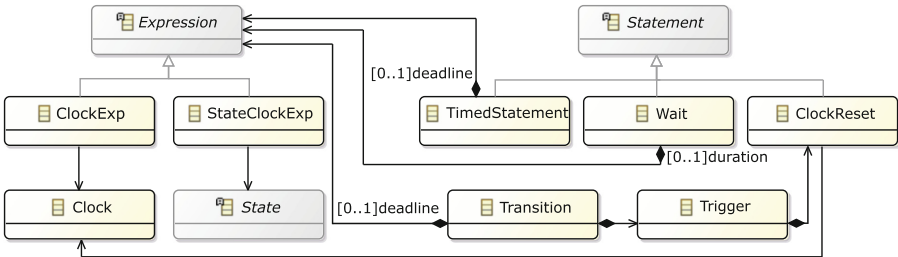 Expression
Statement
[0..1]deadline
ClockExp
StateClockExp
TimedStatement
Wait
ClockReset
[0..1]duration
Clock
State
[0..1]deadline
Transition
Trigger